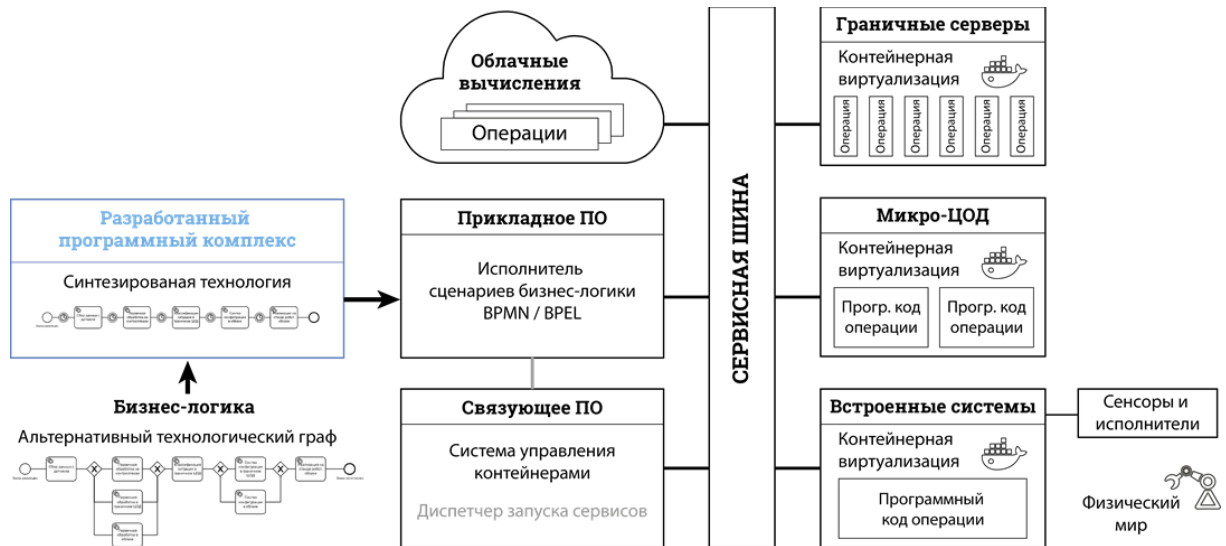 Облачные
вычисления
Операции
СЕРВИСНАЯ ШИНА
Граничные серверы
Контейнерная
виртуализация
Операция
Операция
Операция
Операция
Операция
Операция
Разработанный
программный комплекс
Синтезированая технология
Прикладное ПО
Исполнитель
сценариев бизнес-логики
BPMN / BPEL
Микро-ЦОД
Контейнерная
виртуализация
Прогр. код
операции
Прогр. код
операции
Бизнес-логика
Альтернативный технологический граф
Связующее ПО
Система управления
контейнерами
Диспетчер запуска сервисов
Встроенные системы
Контейнерная
виртуализация
Программный
код операции
Сенсоры и
исполнители
Физический
мир